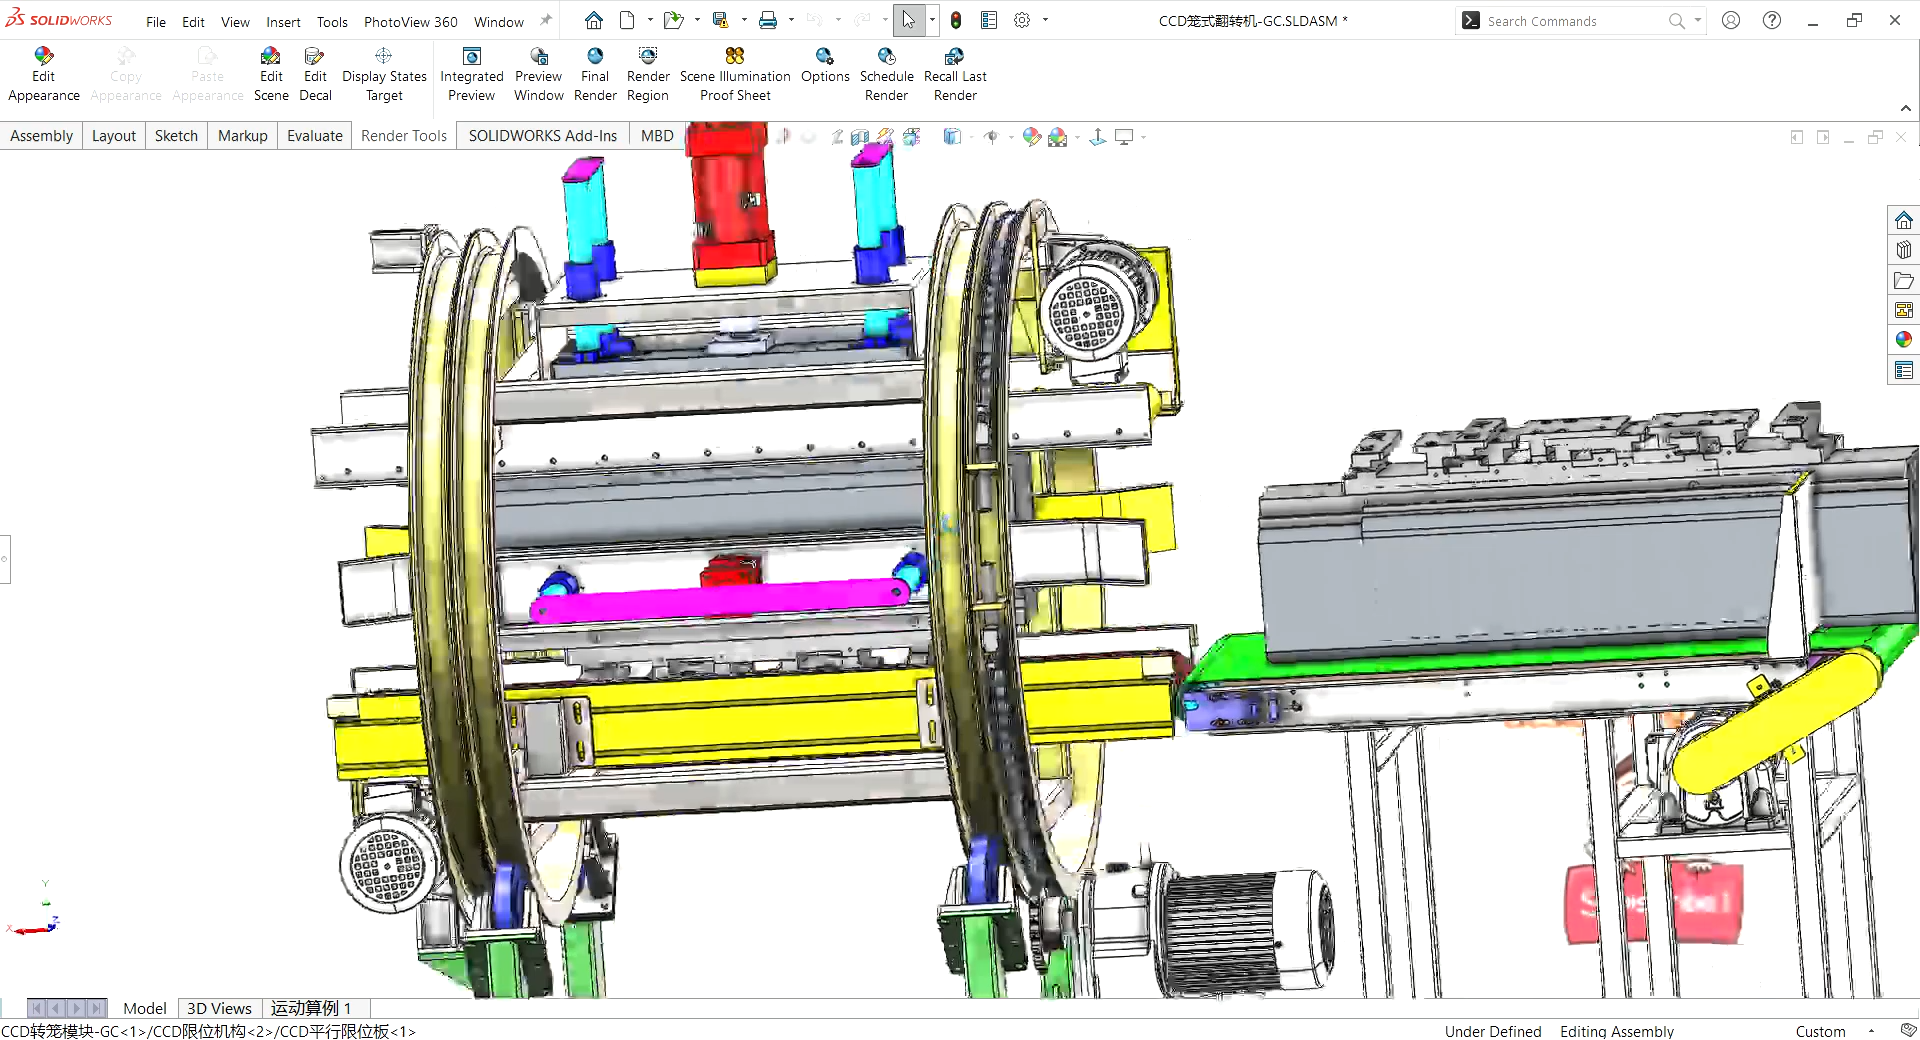 SOLIDWORKS File Edit View Insert Tools PhotoView 360 Window CCD笼式翻转机-GC.SLDASM * Search Commands
Edit Appearance
Copy Appearance
Paste Appearance
Edit Scene
Edit Decal
Display States Target
Integrated Preview
Preview Window
Final Render
Render Region
Scene Illumination Proof Sheet
Options
Schedule Render
Recall Last Render
Assembly Layout Sketch Markup Evaluate Render Tools SOLIDWORKS Add-Ins MBD
Y
X
Z
Model 3D Views 运动算例 1
CCD转笼模块-GC<1>/CCD限位机构<2>/CCD平行限位板<1> Under Defined Editing Assembly Custom